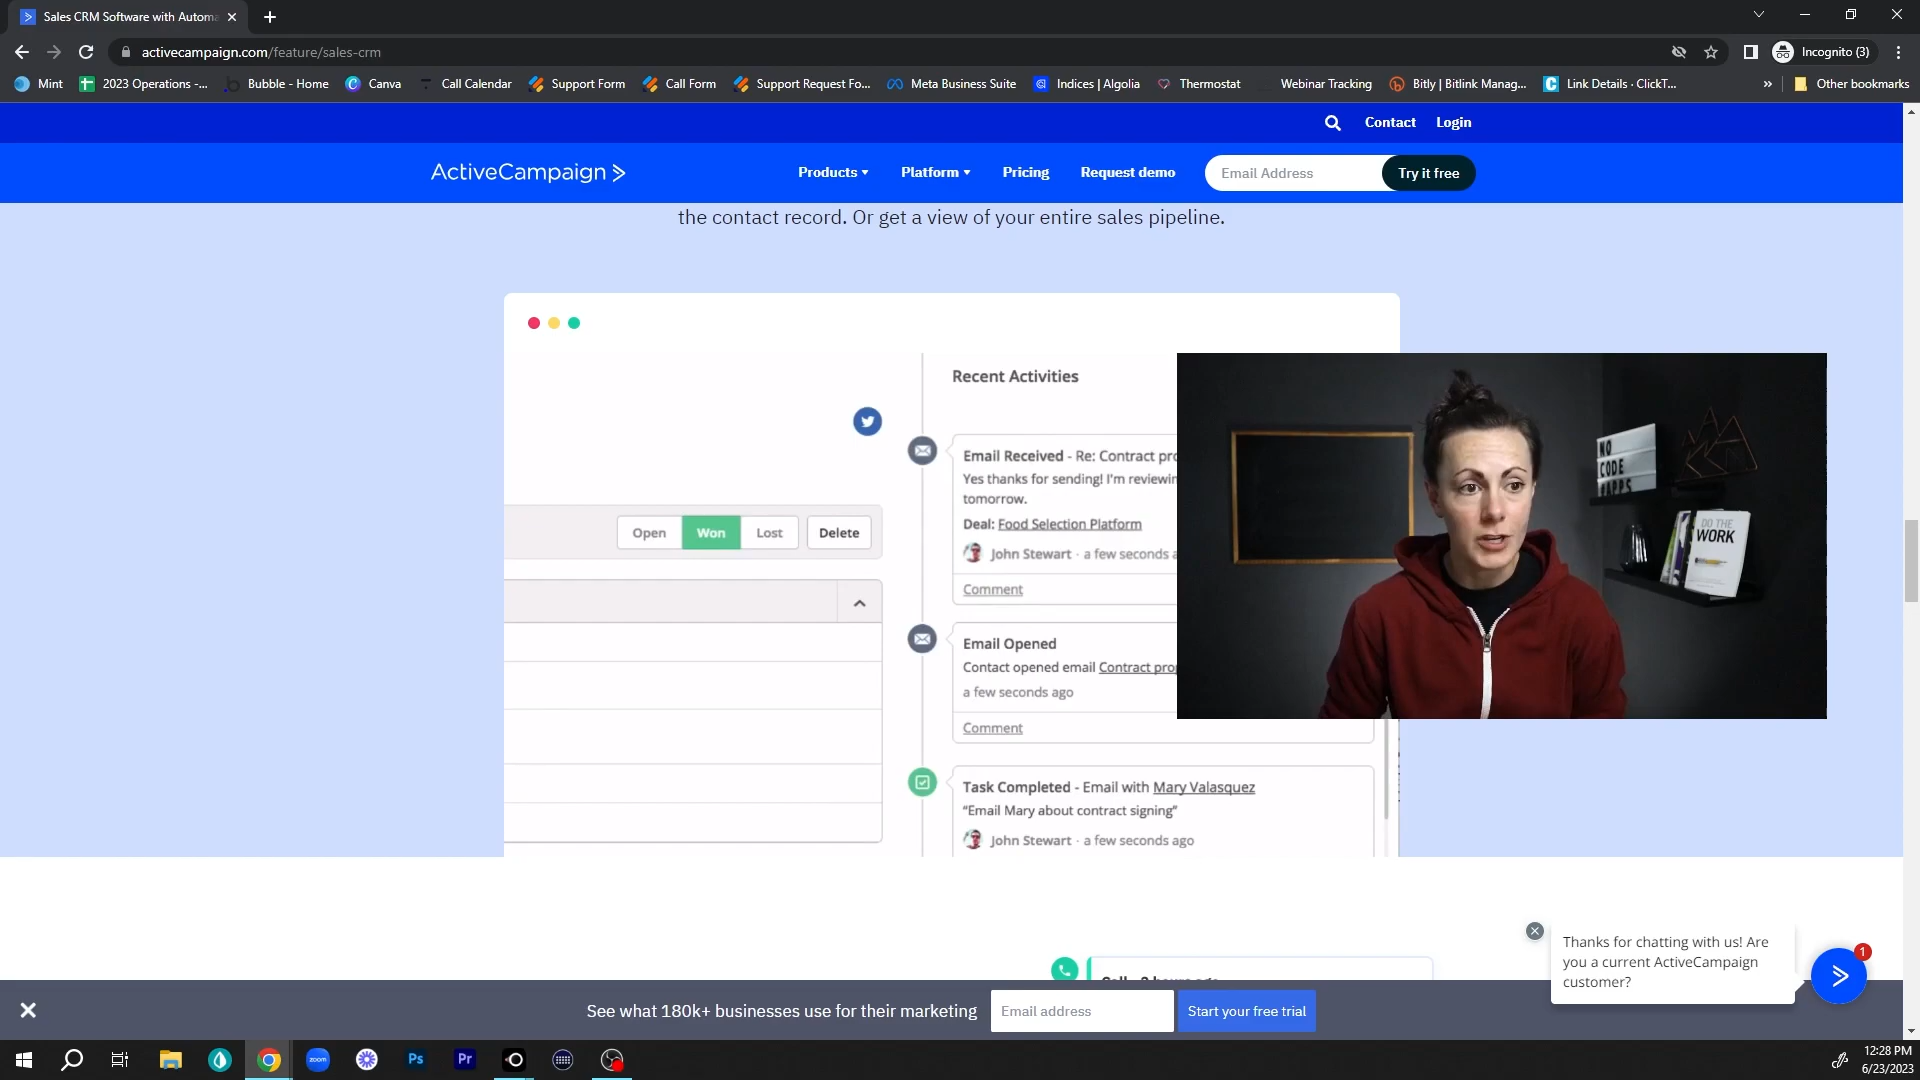 Sales CRM Software with Automa
activecampaign.com/feature/sales-crm
Incognito (3)
Mint
2023 Operations -...
Bubble - Home
Canva
Call Calendar
Support Form
Call Form
Support Request Fo...
Meta Business Suite
Indices | Algolia
Thermostat
Webinar Tracking
Bitly | Bitlink Manag...
Link Details · ClickT...
»
Other bookmarks
Contact
Login
ActiveCampaign >
Products
Platform
Pricing
Request demo
Email Address
Try it free
the contact record. Or get a view of your entire sales pipeline.
Recent Activities
Email Received - Re: Contract pro
Yes thanks for sending! I'm reviewin
tomorrow.
Deal: Food Selection Platform
John Stewart · a few seconds a
Comment
Open
Won
Lost
Delete
Email Opened
Contact opened email Contract prop
a few seconds ago
Comment
Task Completed - Email with Mary Valasquez
"Email Mary about contract signing"
John Stewart · a few seconds ago
NO
CODE
#APPS
DO THE
WORK
Thanks for chatting with us! Are
you a current ActiveCampaign
customer?
1
See what 180k+ businesses use for their marketing
Email address
Start your free trial
zoom
Ps
Pr
12:28 PM
6/23/2023